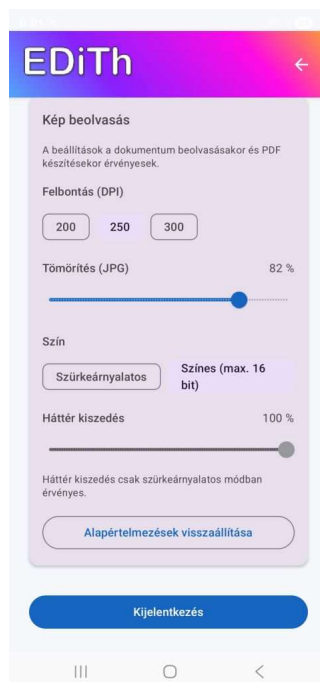 EDiTh
Kép beolvasás
A beállítások a dokumentum beolvasásakor és PDF
készítésekor érvényesek.
Felbontás (DPI)
200 250 300
Tömörítés (JPG) 82 %
Szín
Szürkeárnyalatos Színes (max. 16
bit)
Háttér kiszedés 100 %
Háttér kiszedés csak szürkeárnyalatos módban
érvényes.
Alapértelmezések visszaállítása
Kijelentkezés